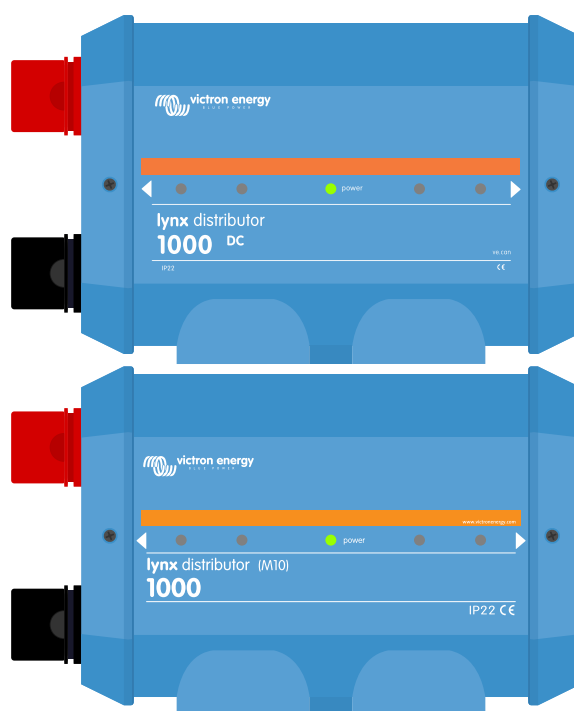 victron energy
BLUE POWER
power
lynx distributor
1000 DC
ve.can
IP22 CE
victron energy
BLUE POWER
www.victronenergy.com
power
lynx distributor (M10)
1000
IP22 CE